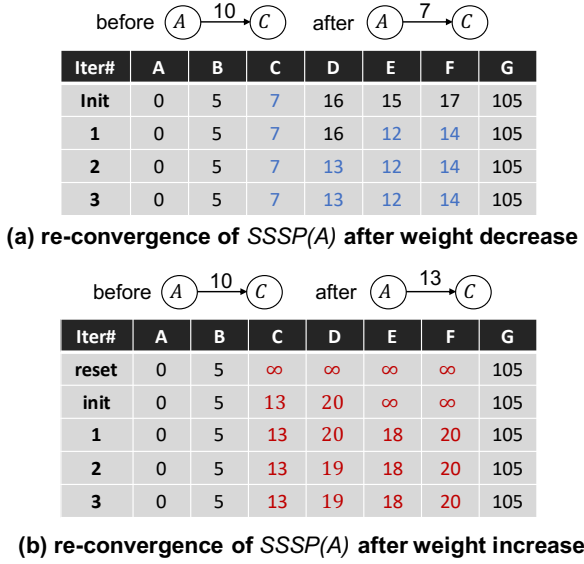 before A 10 C after A 7 C
Iter# A B C D E F G
Init 0 5 7 16 15 17 105
1 0 5 7 16 12 14 105
2 0 5 7 13 12 14 105
3 0 5 7 13 12 14 105
(a) re-convergence of SSSP(A) after weight decrease
before A 10 C after A 13 C
Iter# A B C D E F G
reset 0 5 ∞ ∞ ∞ ∞ 105
init 0 5 13 20 ∞ ∞ 105
1 0 5 13 20 18 20 105
2 0 5 13 19 18 20 105
3 0 5 13 19 18 20 105
(b) re-convergence of SSSP(A) after weight increase